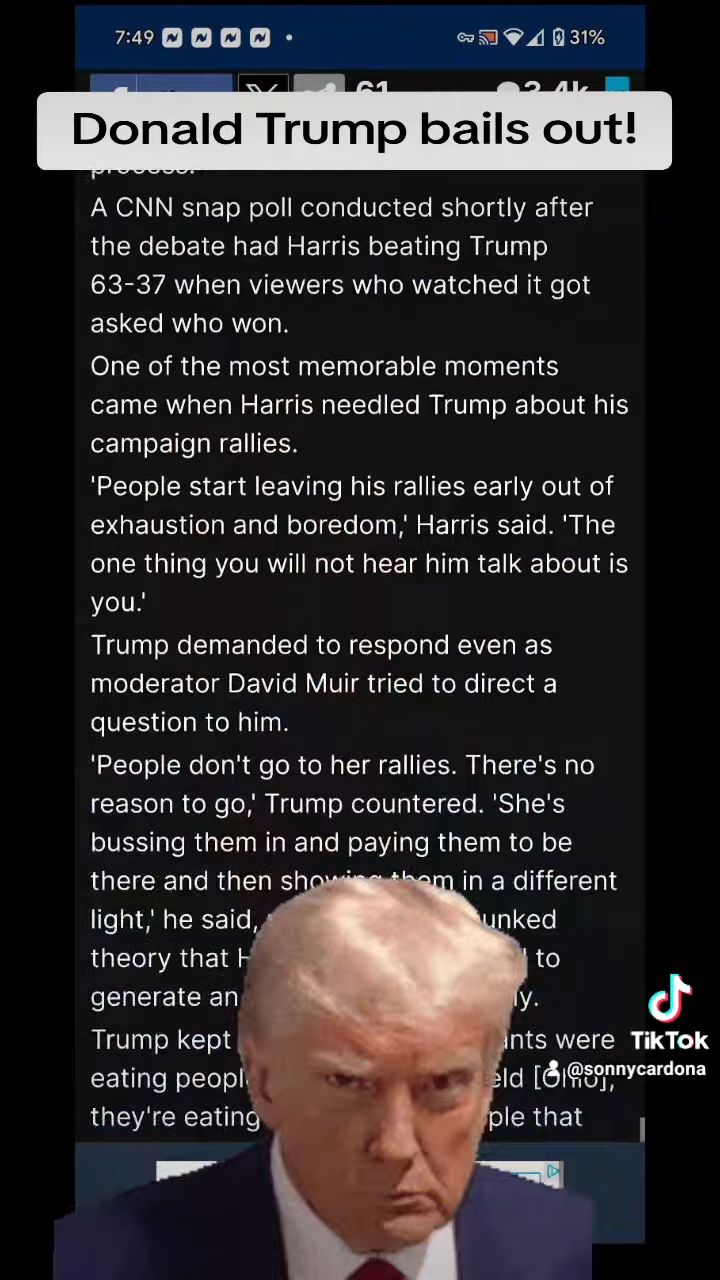 7:49
31%
Donald Trump bails out!
process.
A CNN snap poll conducted shortly after
the debate had Harris beating Trump
63-37 when viewers who watched it got
asked who won.
One of the most memorable moments
came when Harris needled Trump about his
campaign rallies.
'People start leaving his rallies early out of
exhaustion and boredom,' Harris said. 'The
one thing you will not hear him talk about is
you.'
Trump demanded to respond even as
moderator David Muir tried to direct a
question to him.
'People don't go to her rallies. There's no
reason to go,' Trump countered. 'She's
bussing them in and paying them to be
there and then showing them in a different
light,' he said,
theory that to
generate an
Trump kept were
eating [Ohio],
they're eating that
TikTok
@sonnycardona